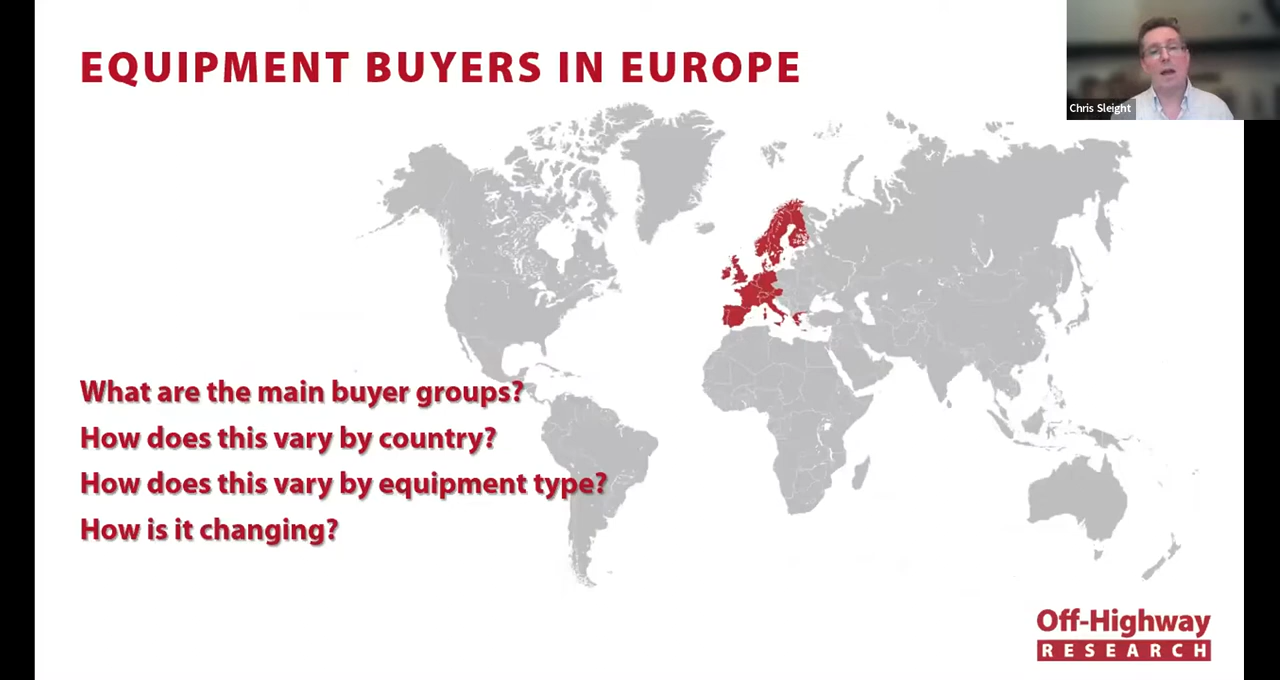 EQUIPMENT BUYERS IN EUROPE
Chris Sleight
What are the main buyer groups?
How does this vary by country?
How does this vary by equipment type?
How is it changing?
Off-Highway
RESEARCH